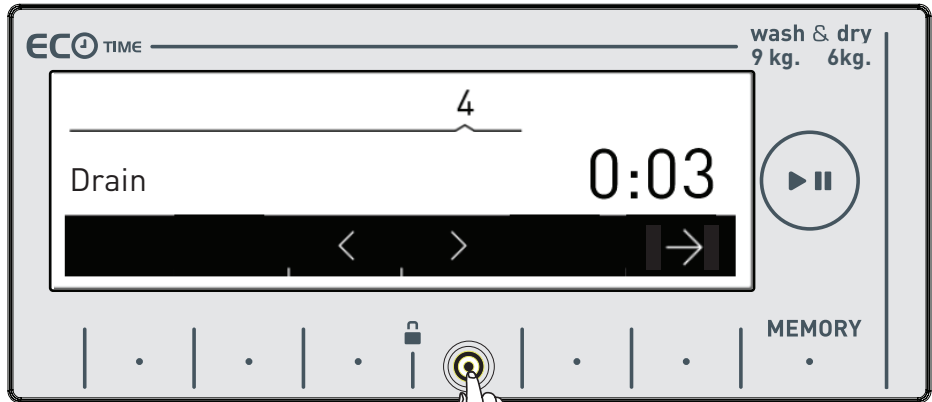 ECO TIME
wash & dry
9 kg. 6kg.
4
Drain
0:03
MEMORY